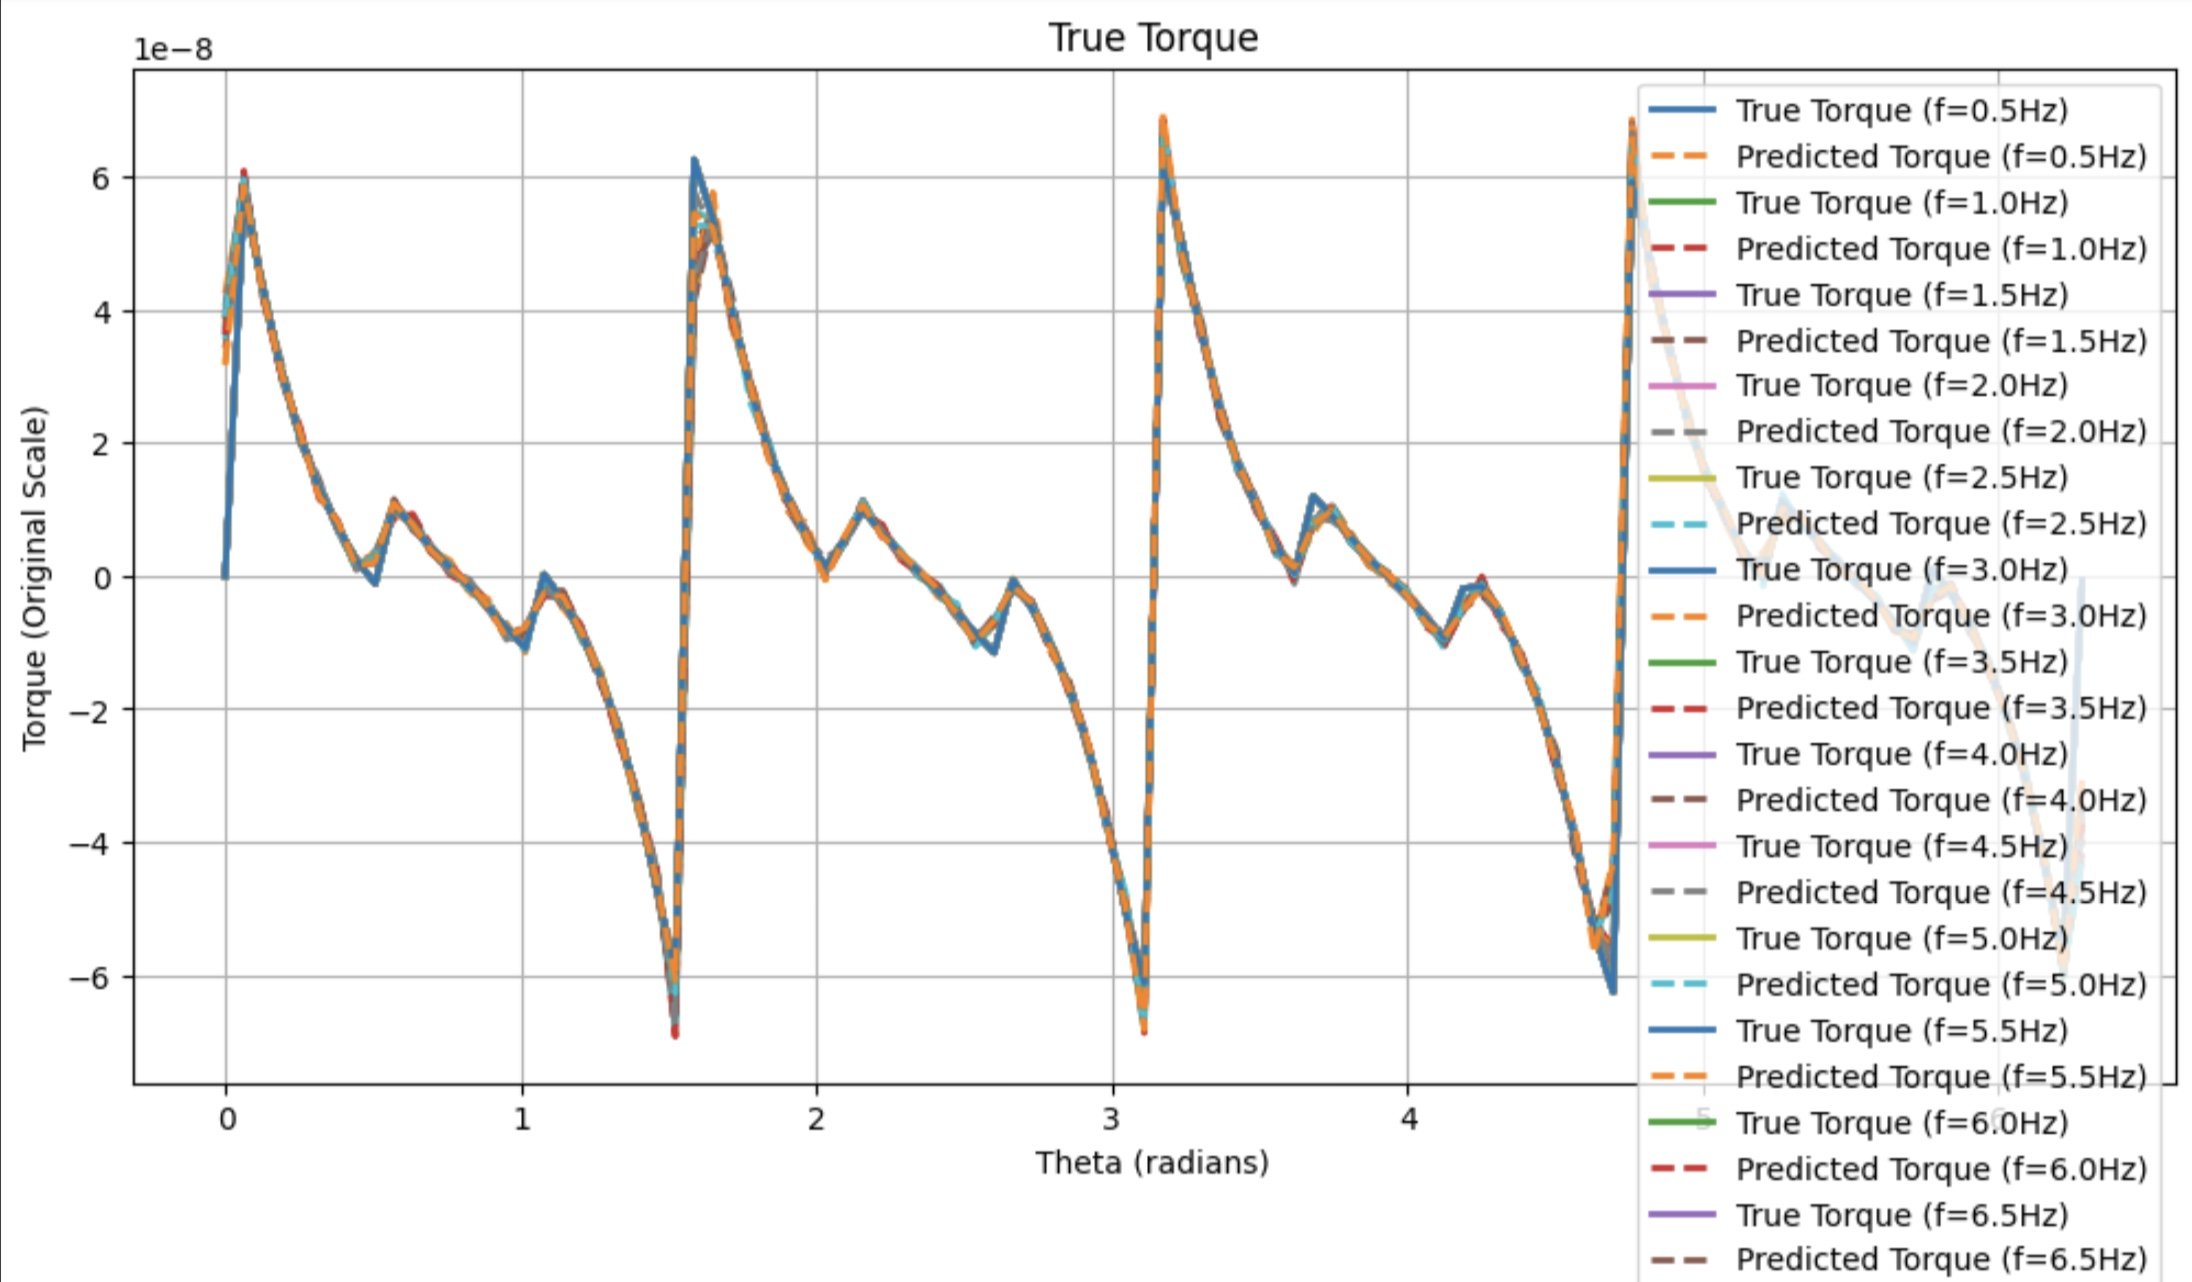 True Torque
1e−8
6
4
2
0
−2
−4
−6
Torque (Original Scale)
0
1
2
3
4
5
6
Theta (radians)
True Torque (f=0.5Hz)
Predicted Torque (f=0.5Hz)
True Torque (f=1.0Hz)
Predicted Torque (f=1.0Hz)
True Torque (f=1.5Hz)
Predicted Torque (f=1.5Hz)
True Torque (f=2.0Hz)
Predicted Torque (f=2.0Hz)
True Torque (f=2.5Hz)
Predicted Torque (f=2.5Hz)
True Torque (f=3.0Hz)
Predicted Torque (f=3.0Hz)
True Torque (f=3.5Hz)
Predicted Torque (f=3.5Hz)
True Torque (f=4.0Hz)
Predicted Torque (f=4.0Hz)
True Torque (f=4.5Hz)
Predicted Torque (f=4.5Hz)
True Torque (f=5.0Hz)
Predicted Torque (f=5.0Hz)
True Torque (f=5.5Hz)
Predicted Torque (f=5.5Hz)
True Torque (f=6.0Hz)
Predicted Torque (f=6.0Hz)
True Torque (f=6.5Hz)
Predicted Torque (f=6.5Hz)